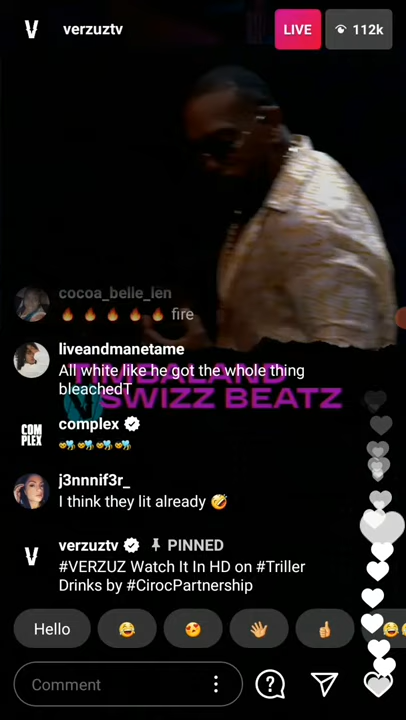 verzuztv
LIVE
112k
cocoa_belle_len
fire
liveandmanetame
All white like he got the whole thing
bleachedT
TIMBALAND
SWIZZ BEATZ
COM
PLEX
complex
j3nnnif3r_
I think they lit already
verzuztv PINNED
#VERZUZ Watch It In HD on #Triller
Drinks by #CirocPartnership
Hello
Comment